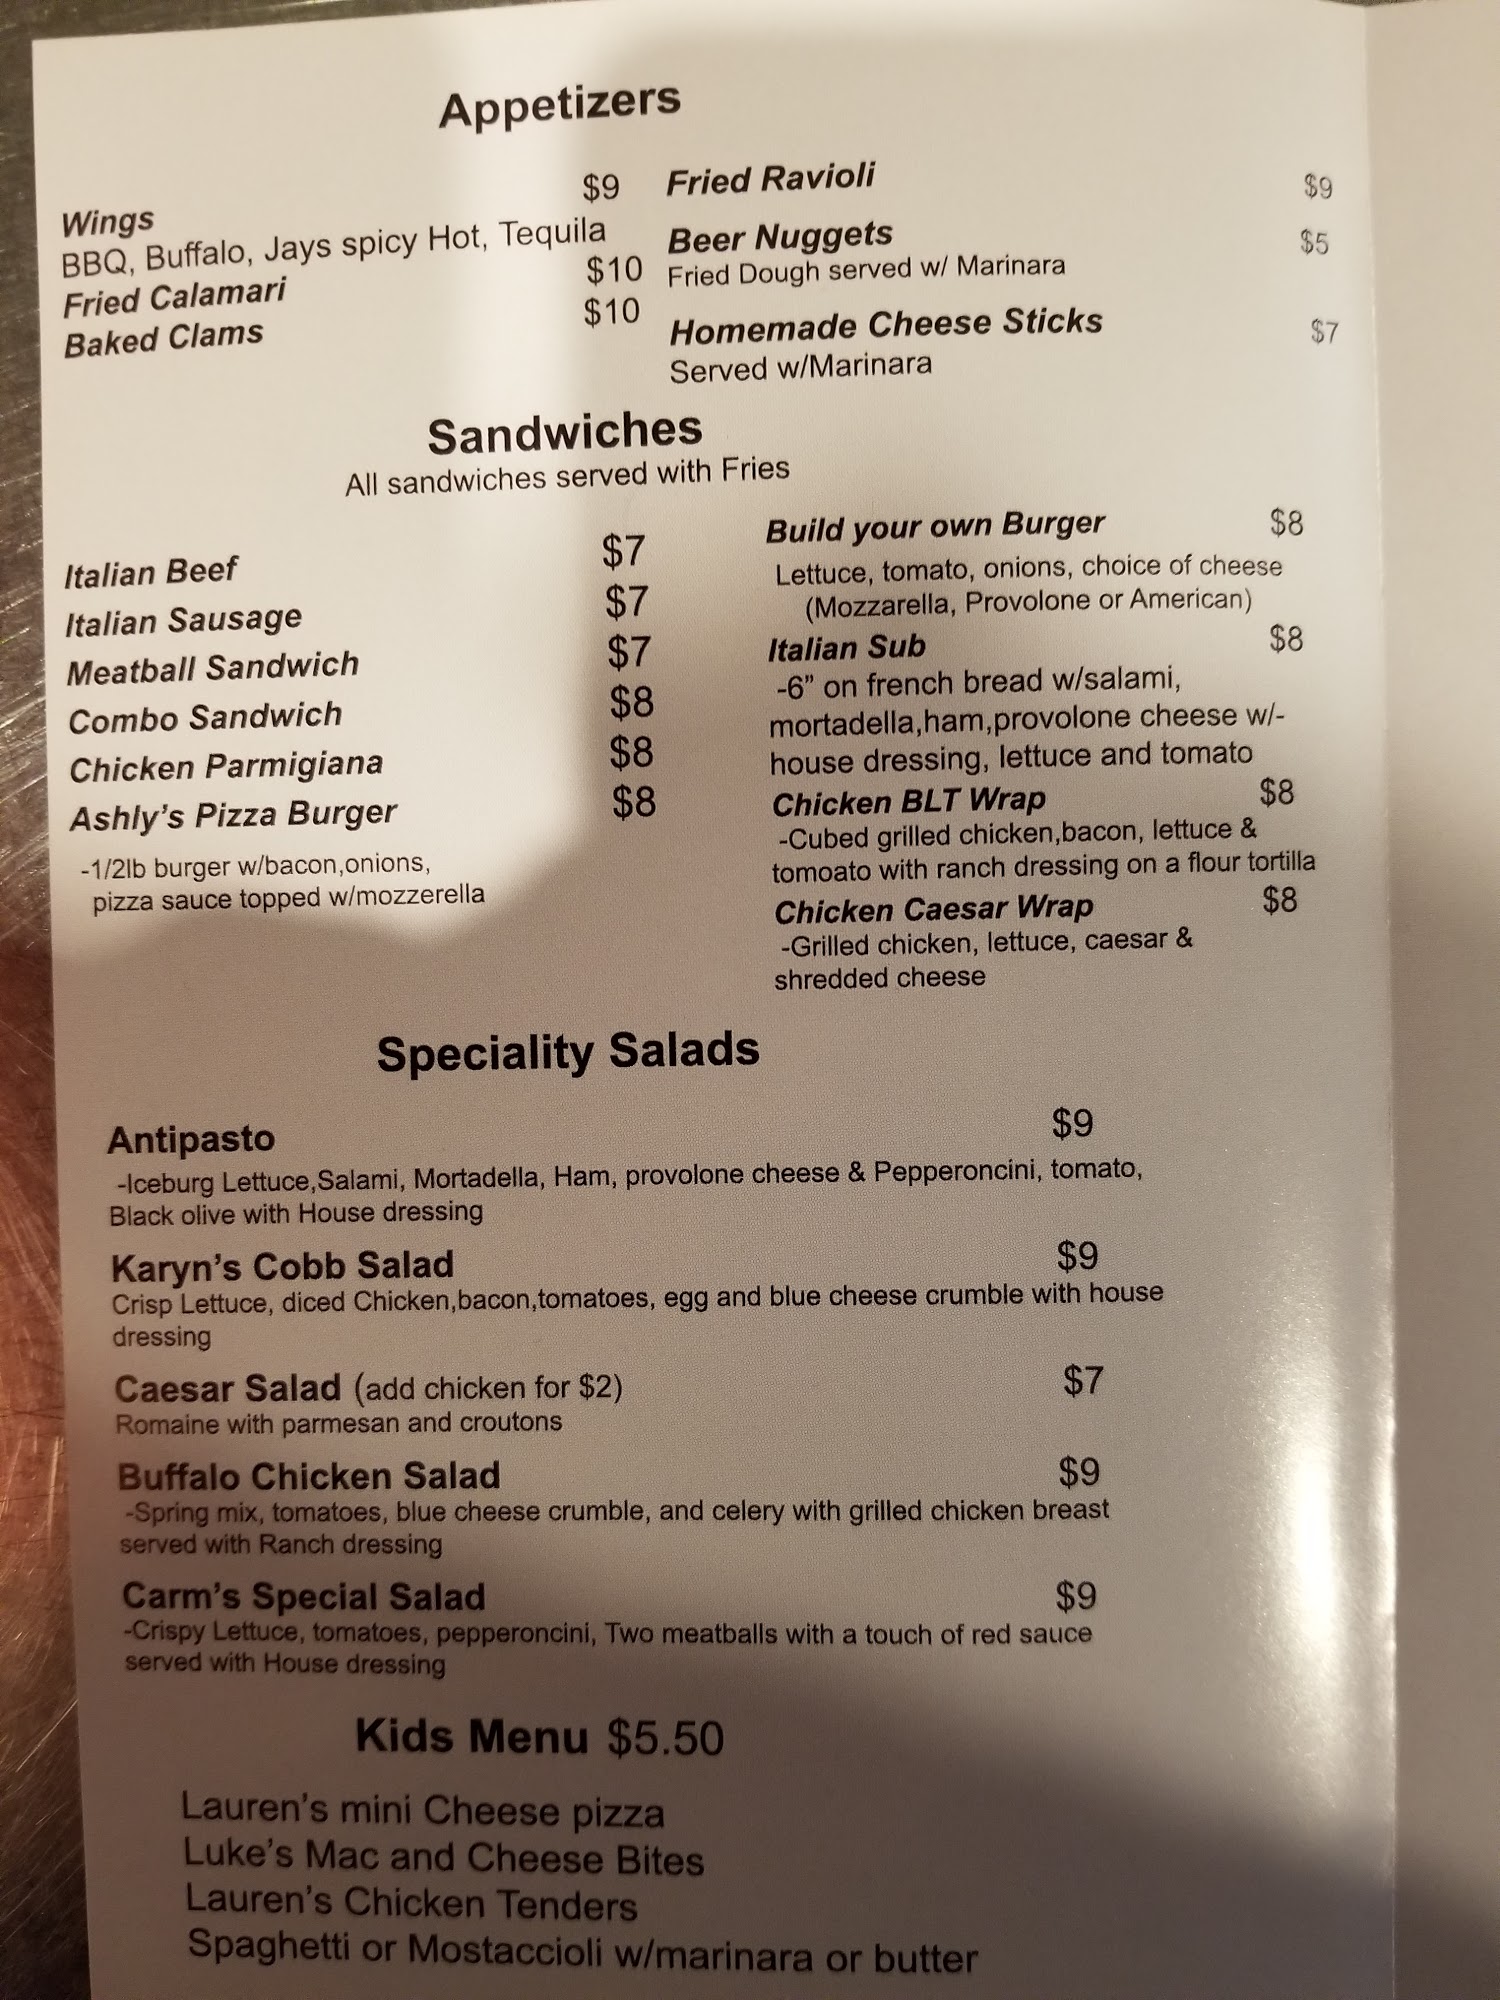 Appetizers
Wings $9
BBQ, Buffalo, Jays spicy Hot, Tequila
Fried Calamari $10
Baked Clams $10
Fried Ravioli $9
Beer Nuggets $5
Fried Dough served w/ Marinara
Homemade Cheese Sticks $7
Served w/Marinara
Sandwiches
All sandwiches served with Fries
Italian Beef $7
Italian Sausage $7
Meatball Sandwich $7
Combo Sandwich $8
Chicken Parmigiana $8
Ashly's Pizza Burger $8
-1/2lb burger w/bacon,onions,
pizza sauce topped w/mozzerella
Build your own Burger $8
Lettuce, tomato, onions, choice of cheese
(Mozzarella, Provolone or American)
Italian Sub $8
-6” on french bread w/salami,
mortadella,ham,provolone cheese w/-
house dressing, lettuce and tomato
Chicken BLT Wrap $8
-Cubed grilled chicken,bacon, lettuce &
tomoato with ranch dressing on a flour tortilla
Chicken Caesar Wrap $8
-Grilled chicken, lettuce, caesar &
shredded cheese
Speciality Salads
Antipasto $9
-Iceburg Lettuce,Salami, Mortadella, Ham, provolone cheese & Pepperoncini, tomato,
Black olive with House dressing
Karyn's Cobb Salad $9
Crisp Lettuce, diced Chicken,bacon,tomatoes, egg and blue cheese crumble with house
dressing
Caesar Salad (add chicken for $2) $7
Romaine with parmesan and croutons
Buffalo Chicken Salad $9
-Spring mix, tomatoes, blue cheese crumble, and celery with grilled chicken breast
served with Ranch dressing
Carm's Special Salad $9
-Crispy Lettuce, tomatoes, pepperoncini, Two meatballs with a touch of red sauce
served with House dressing
Kids Menu $5.50
Lauren's mini Cheese pizza
Luke's Mac and Cheese Bites
Lauren's Chicken Tenders
Spaghetti or Mostaccioli w/marinara or butter